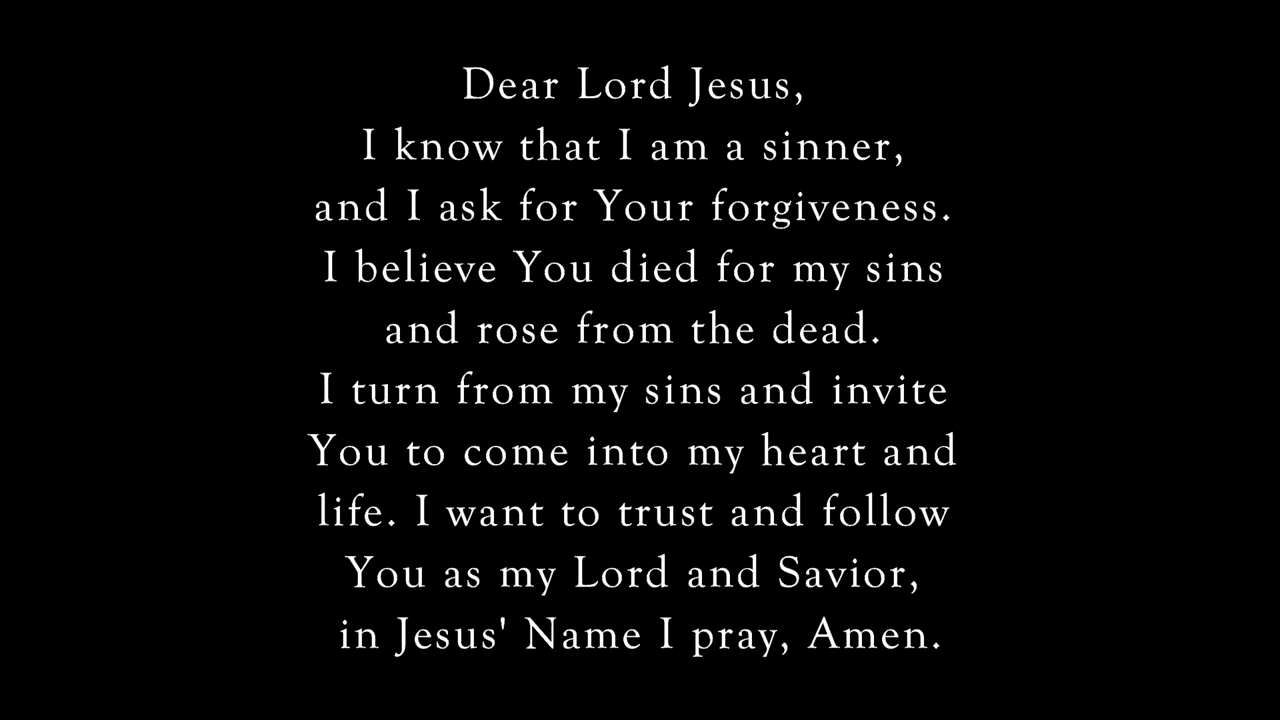 Dear Lord Jesus,
I know that I am a sinner,
and I ask for Your forgiveness.
I believe You died for my sins
and rose from the dead.
I turn from my sins and invite
You to come into my heart and
life. I want to trust and follow
You as my Lord and Savior,
in Jesus' Name I pray, Amen.